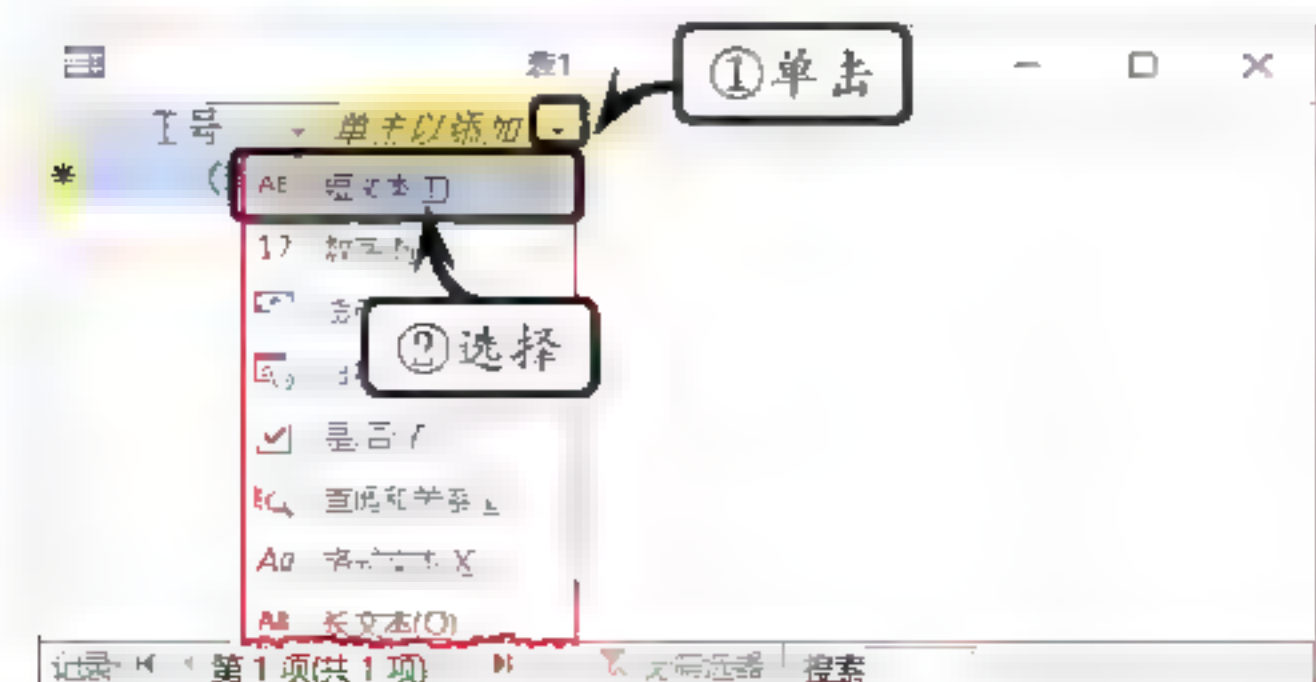 表1
①单击
工号 单击以添加
短文本(T)
②选择
是/否
查阅和关系
Aa
长文本(O)
记录 第1项(共1项) 无筛选器 搜索